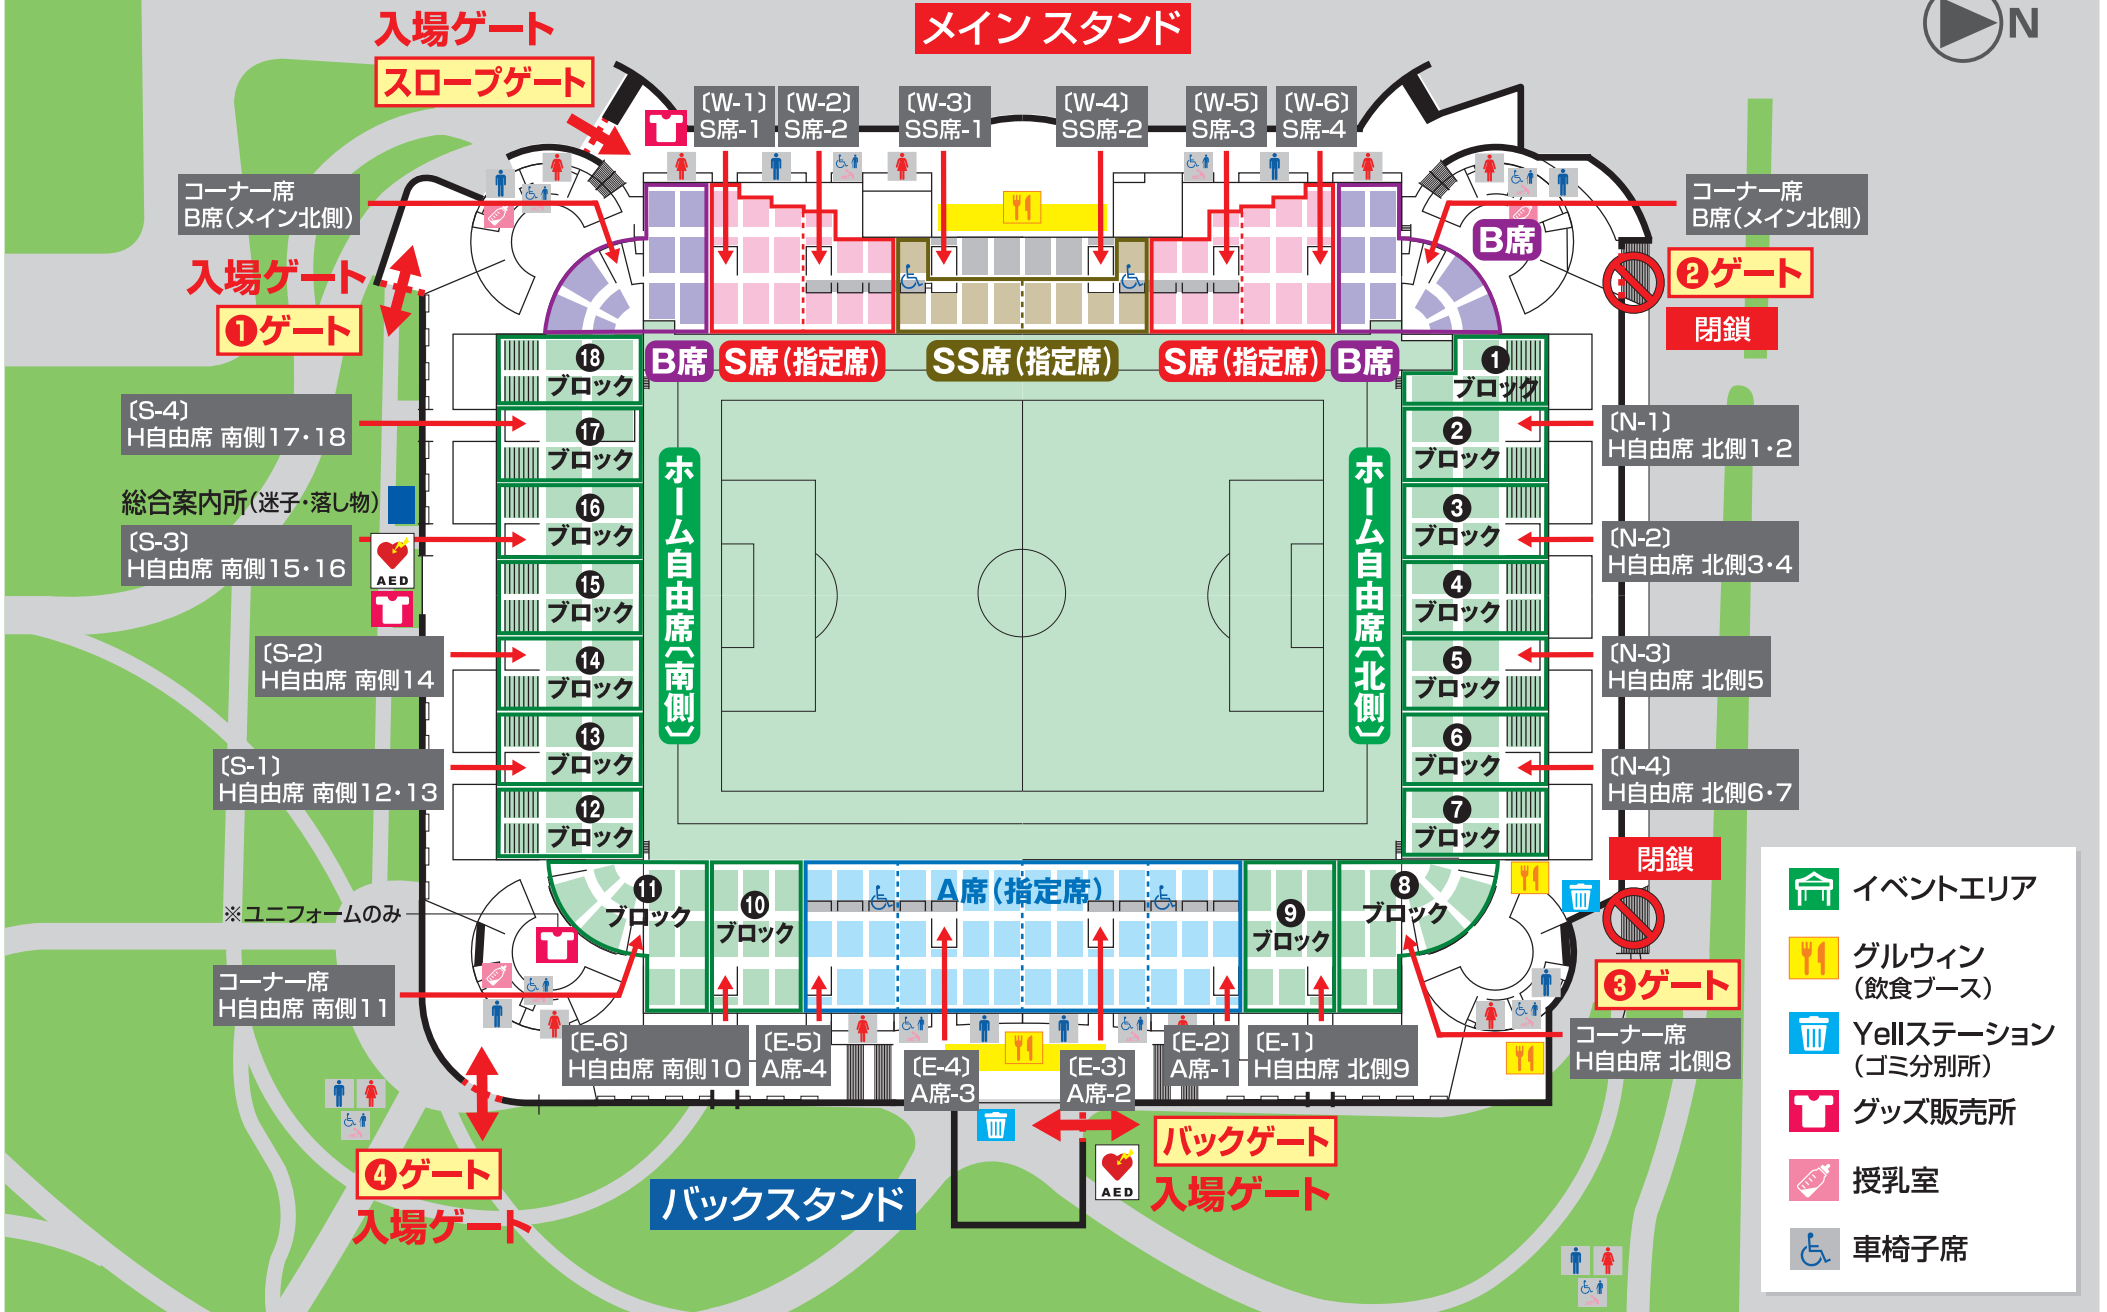 入場ゲート
スロープゲート
メイン スタンド
N
〔W-1〕
S席-1
〔W-2〕
S席-2
〔W-3〕
SS席-1
〔W-4〕
SS席-2
〔W-5〕
S席-3
〔W-6〕
S席-4
コーナー席
B席(メイン北側)
コーナー席
B席(メイン北側)
B席
入場ゲート
❶ゲート
❷ゲート
閉鎖
B席
S席(指定席)
SS席(指定席)
S席(指定席)
B席
⓲
ブロック
⓱
ブロック
⓰
ブロック
⓯
ブロック
⓮
ブロック
⓭
ブロック
⓬
ブロック
❶
ブロック
❷
ブロック
❸
ブロック
❹
ブロック
❺
ブロック
❻
ブロック
❼
ブロック
ホーム自由席〔南側〕
ホーム自由席〔北側〕
〔S-4〕
H自由席 南側17・18
総合案内所(迷子・落し物)
〔S-3〕
H自由席 南側15・16
AED
〔S-2〕
H自由席 南側14
〔S-1〕
H自由席 南側12・13
〔N-1〕
H自由席 北側1・2
〔N-2〕
H自由席 北側3・4
〔N-3〕
H自由席 北側5
〔N-4〕
H自由席 北側6・7
閉鎖
❸ゲート
⓫
ブロック
❿
ブロック
A席(指定席)
❾
ブロック
❽
ブロック
※ユニフォームのみ
コーナー席
H自由席 南側11
〔E-6〕
H自由席 南側10
〔E-5〕
A席-4
〔E-4〕
A席-3
〔E-3〕
A席-2
〔E-2〕
A席-1
〔E-1〕
H自由席 北側9
コーナー席
H自由席 北側8
❹ゲート
入場ゲート
バックスタンド
バックゲート
入場ゲート
AED
イベントエリア
グルウィン
(飲食ブース)
Yellステーション
(ゴミ分別所)
グッズ販売所
授乳室
車椅子席